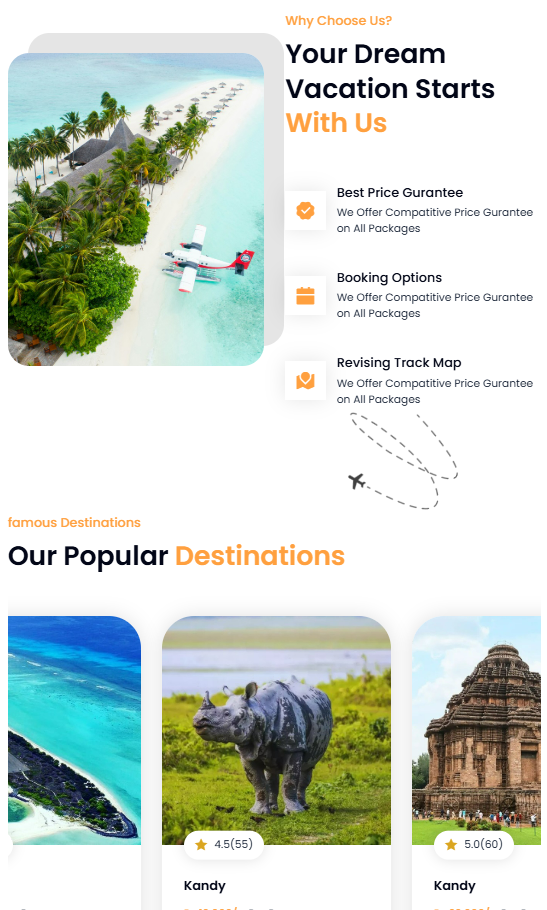 Why Choose Us?
Your Dream
Vacation Starts
With Us
Best Price Gurantee
We Offer Compatitive Price Gurantee
on All Packages
Booking Options
We Offer Compatitive Price Gurantee
on All Packages
Revising Track Map
We Offer Compatitive Price Gurantee
on All Packages
famous Destinations
Our Popular Destinations
4.5(55)
5.0(60)
Kandy
Kandy